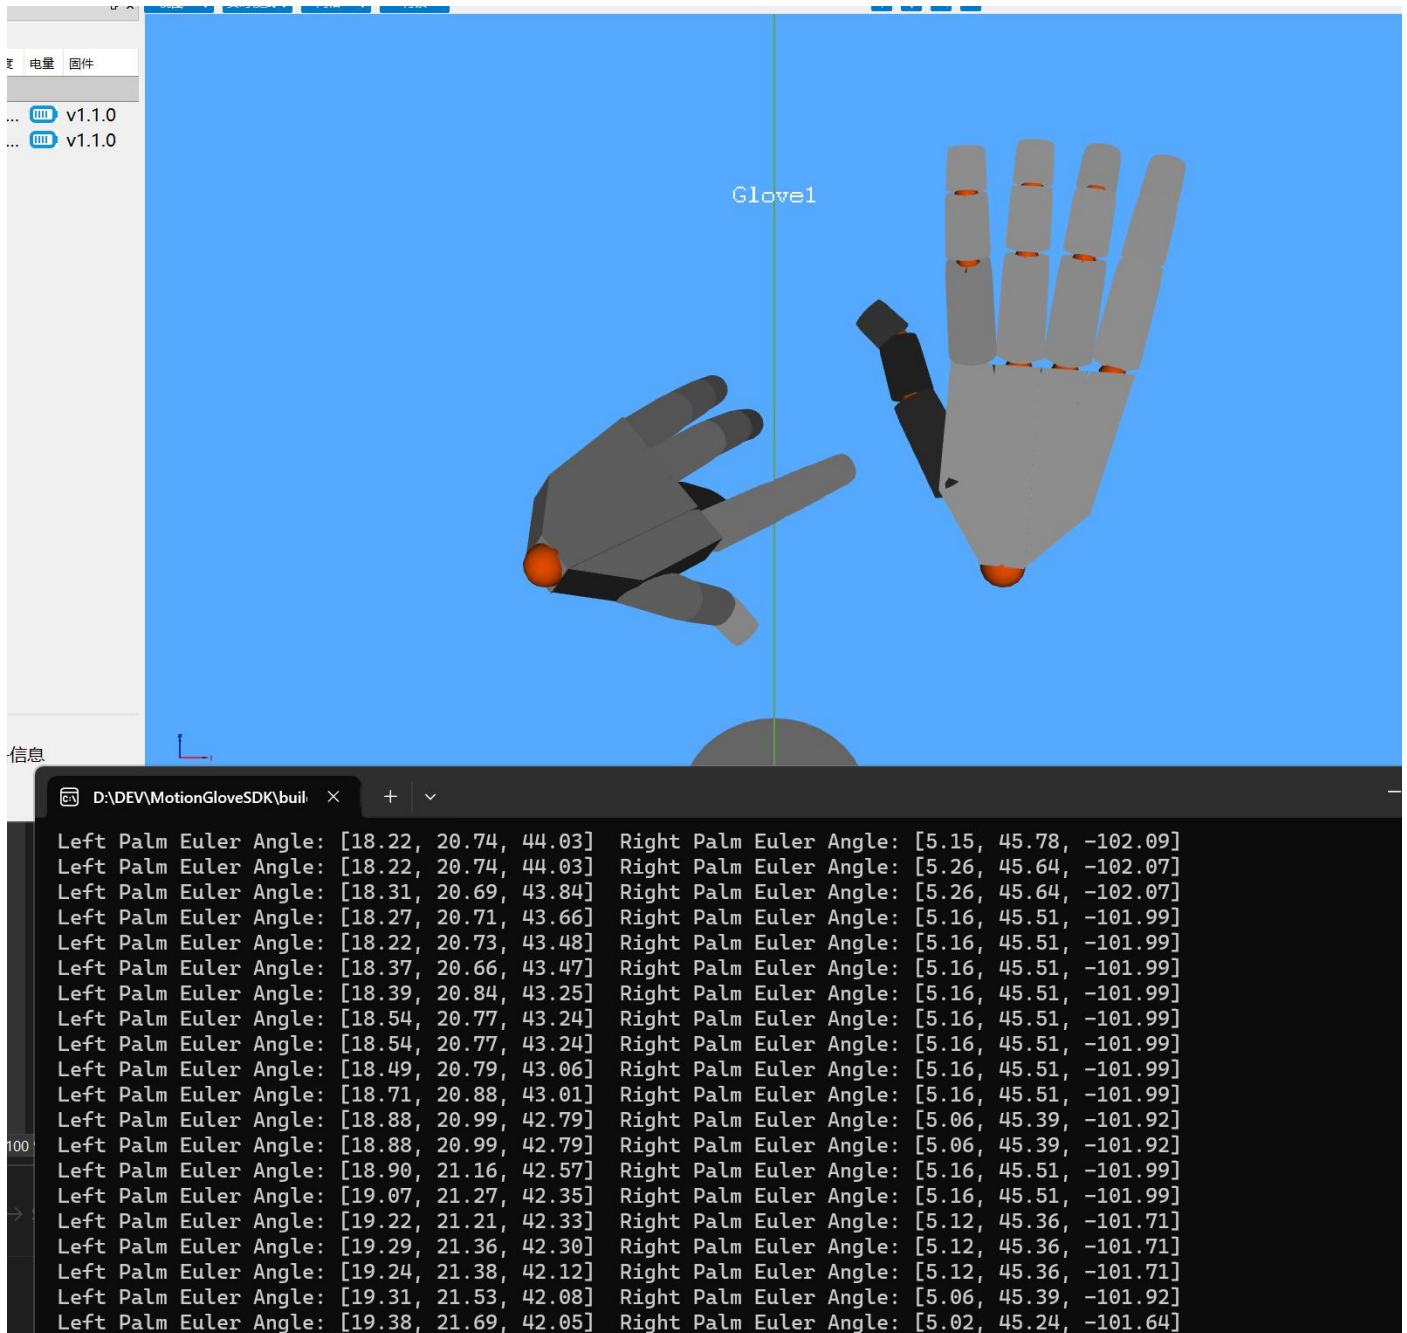 电量 固件
... v1.1.0
... v1.1.0
Glove1
信息
D:\DEV\MotionGloveSDK\buil
Left Palm Euler Angle: [18.22, 20.74, 44.03] Right Palm Euler Angle: [5.15, 45.78, -102.09]
Left Palm Euler Angle: [18.22, 20.74, 44.03] Right Palm Euler Angle: [5.26, 45.64, -102.07]
Left Palm Euler Angle: [18.31, 20.69, 43.84] Right Palm Euler Angle: [5.26, 45.64, -102.07]
Left Palm Euler Angle: [18.27, 20.71, 43.66] Right Palm Euler Angle: [5.16, 45.51, -101.99]
Left Palm Euler Angle: [18.22, 20.73, 43.48] Right Palm Euler Angle: [5.16, 45.51, -101.99]
Left Palm Euler Angle: [18.37, 20.66, 43.47] Right Palm Euler Angle: [5.16, 45.51, -101.99]
Left Palm Euler Angle: [18.39, 20.84, 43.25] Right Palm Euler Angle: [5.16, 45.51, -101.99]
Left Palm Euler Angle: [18.54, 20.77, 43.24] Right Palm Euler Angle: [5.16, 45.51, -101.99]
Left Palm Euler Angle: [18.54, 20.77, 43.24] Right Palm Euler Angle: [5.16, 45.51, -101.99]
Left Palm Euler Angle: [18.49, 20.79, 43.06] Right Palm Euler Angle: [5.16, 45.51, -101.99]
Left Palm Euler Angle: [18.71, 20.88, 43.01] Right Palm Euler Angle: [5.16, 45.51, -101.99]
Left Palm Euler Angle: [18.88, 20.99, 42.79] Right Palm Euler Angle: [5.06, 45.39, -101.92]
Left Palm Euler Angle: [18.88, 20.99, 42.79] Right Palm Euler Angle: [5.06, 45.39, -101.92]
100
Left Palm Euler Angle: [18.90, 21.16, 42.57] Right Palm Euler Angle: [5.16, 45.51, -101.99]
Left Palm Euler Angle: [19.07, 21.27, 42.35] Right Palm Euler Angle: [5.16, 45.51, -101.99]
Left Palm Euler Angle: [19.22, 21.21, 42.33] Right Palm Euler Angle: [5.12, 45.36, -101.71]
Left Palm Euler Angle: [19.29, 21.36, 42.30] Right Palm Euler Angle: [5.12, 45.36, -101.71]
Left Palm Euler Angle: [19.24, 21.38, 42.12] Right Palm Euler Angle: [5.12, 45.36, -101.71]
Left Palm Euler Angle: [19.31, 21.53, 42.08] Right Palm Euler Angle: [5.06, 45.39, -101.92]
Left Palm Euler Angle: [19.38, 21.69, 42.05] Right Palm Euler Angle: [5.02, 45.24, -101.64]